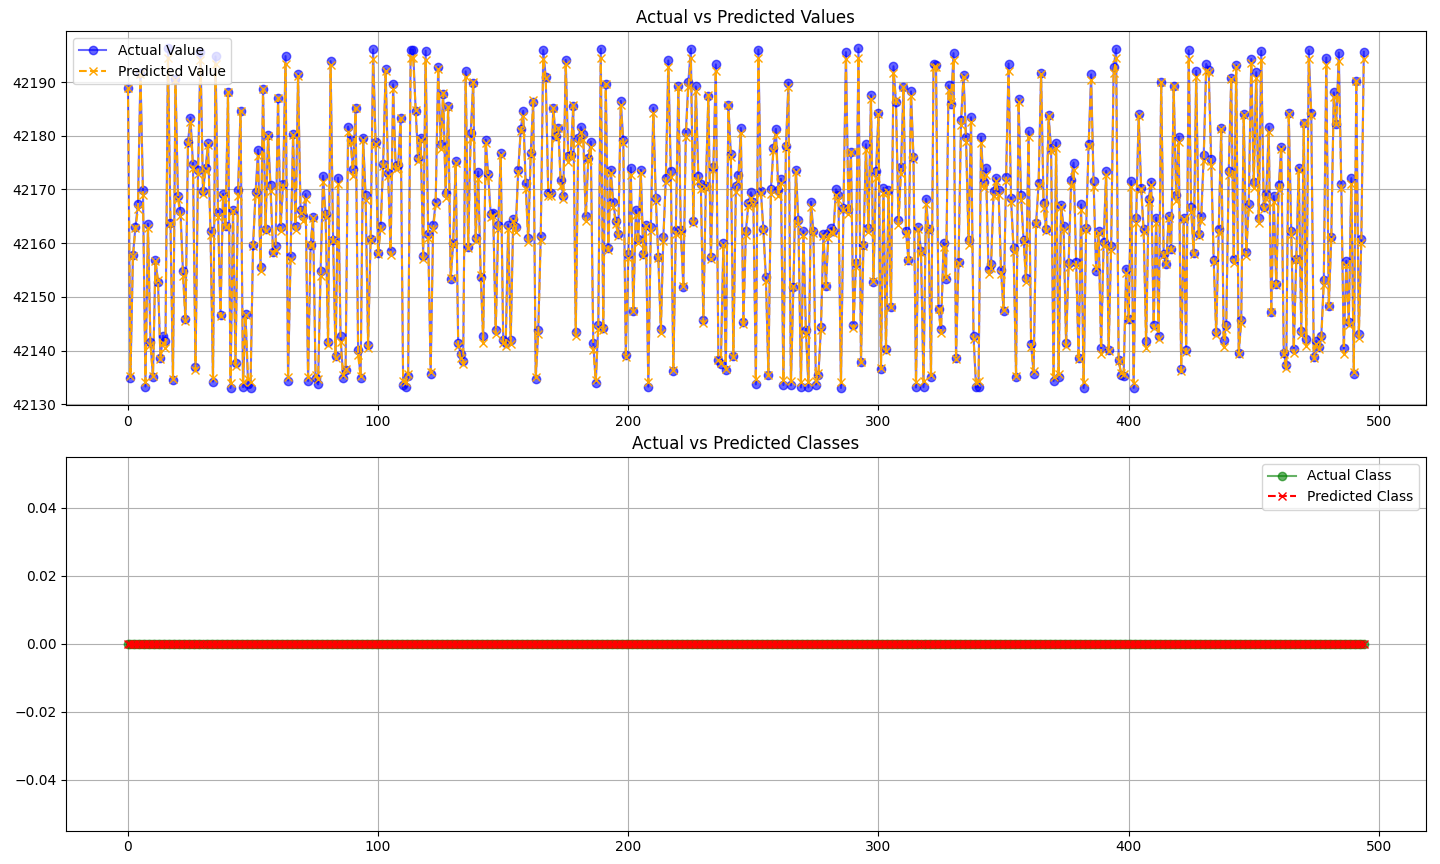 Actual vs Predicted Values
Actual Value
Predicted Value
42190
42180
42170
42160
42150
42140
42130
0 100 200 300 400 500
Actual vs Predicted Classes
Actual Class
Predicted Class
0.04
0.02
0.00
−0.02
−0.04
0 100 200 300 400 500